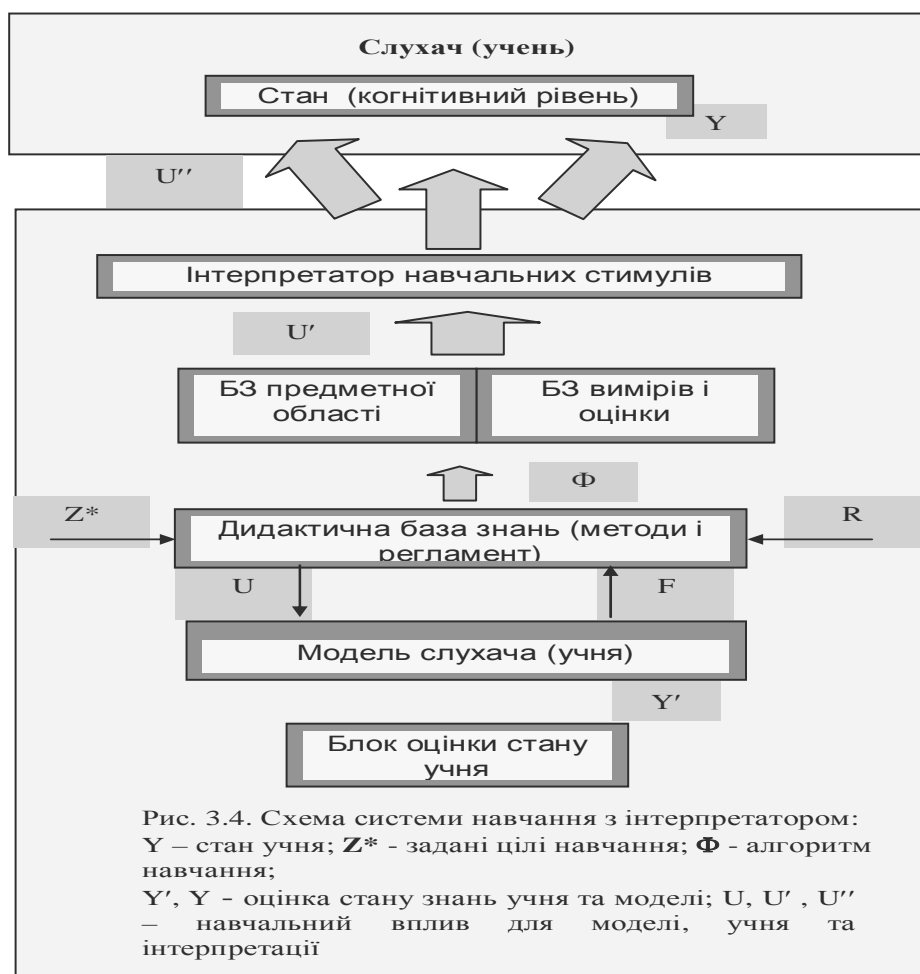 Слухач (учень)
Стан (когнітивний рівень)
Y
U′′
Інтерпретатор навчальних стимулів
U′
БЗ предметної
області
БЗ вимірів і
оцінки
Φ
Z*
R
Дидактична база знань (методи і
регламент)
U
F
Модель слухача (учня)
Y′
Блок оцінки стану
учня
Рис. 3.4. Схема системи навчання з інтерпретатором:
Y – стан учня; Z* - задані цілі навчання; Φ - алгоритм
навчання;
Y′, Y - оцінка стану знань учня та моделі; U, U′ , U′′
– навчальний вплив для моделі, учня та
інтерпретації